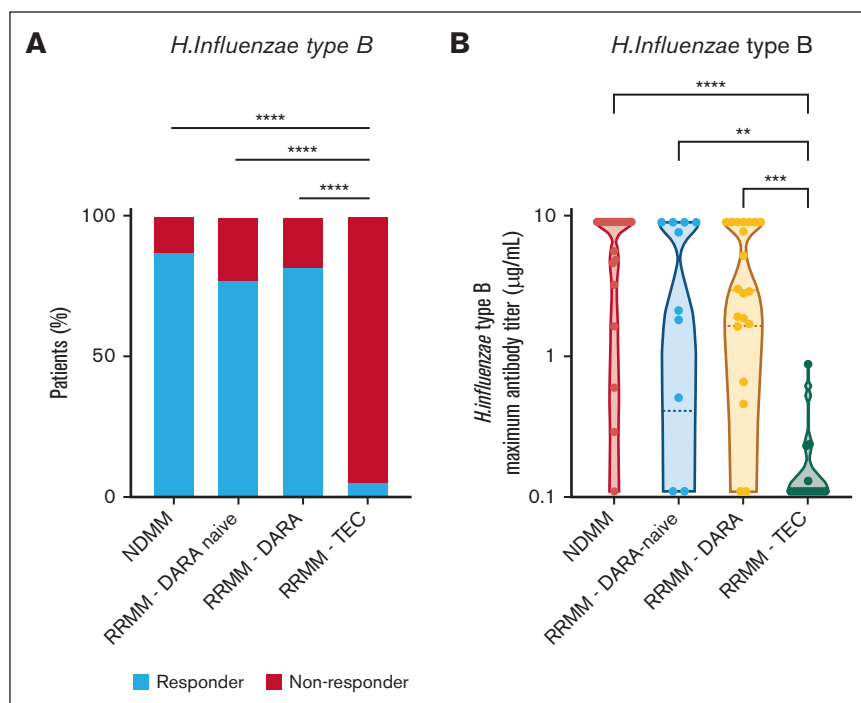 A
H.Influenzae type B
****
****
****
Patients (%)
100
50
0
NDMM
RRMM - DARA naive
RRMM - DARA
RRMM - TEC
Responder
Non-responder
B
H.Influenzae type B
****
**
***
H.influenzae type B
maximum antibody titer (µg/mL)
10
1
0.1
NDMM
RRMM - DARA-naive
RRMM - DARA
RRMM - TEC